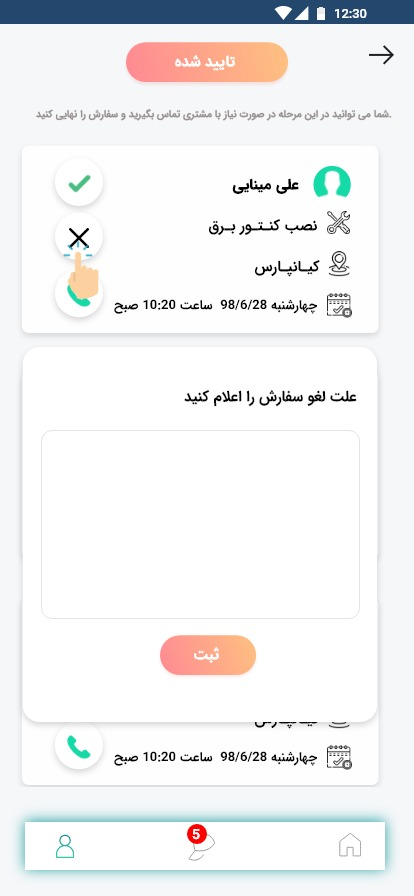 12:30
تایید شده
شما می توانید در این مرحله در صورت نیاز با مشتری تماس بگیرید و سفارش را نهایی کنید.
علی مینایی
نصب کنـتـور بـرق
کیـانپـارس
چهارشنبه 98/6/28 ساعت 10:20 صبح
علت لغو سفارش را اعلام کنید
ثبت
چهارشنبه 98/6/28 ساعت 10:20 صبح
5